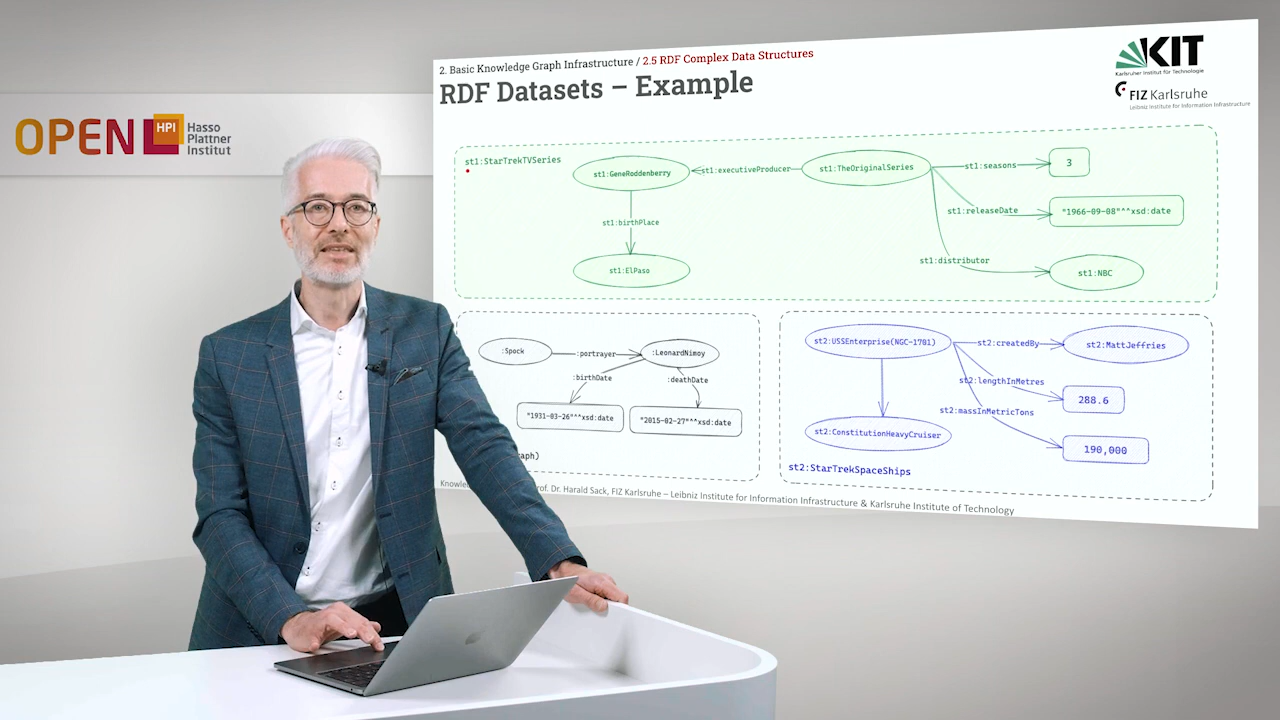 OPEN HPI Hasso
Plattner
Institut
2. Basic Knowledge Graph Infrastructure / 2.5 RDF Complex Data Structures
RDF Datasets – Example
KIT
Karlsruher Institut für Technologie
FIZ Karlsruhe
Leibniz Institute for Information Infrastructure
st1:StarTrekTVSeries
st1:GeneRoddenberry
st1:executiveProducer
st1:TheOriginalSeries
st1:seasons
3
st1:birthPlace
st1:releaseDate
"1966-09-08"^^xsd:date
st1:ElPaso
st1:distributor
st1:NBC
:Spock
:portrayer
:LeonardNimoy
:birthDate
:deathDate
"1931-03-26"^^xsd:date
"2015-02-27"^^xsd:date
raph)
st2:USSEnterprise(NGC-1701)
st2:createdBy
st2:MattJeffries
st2:lengthInMetres
288.6
st2:massInMetricTons
st2:ConstitutionHeavyCruiser
190,000
st2:StarTrekSpaceShips
Knowle
rof. Dr. Harald Sack, FIZ Karlsruhe – Leibniz Institute for Information Infrastructure & Karlsruhe Institute of Technology